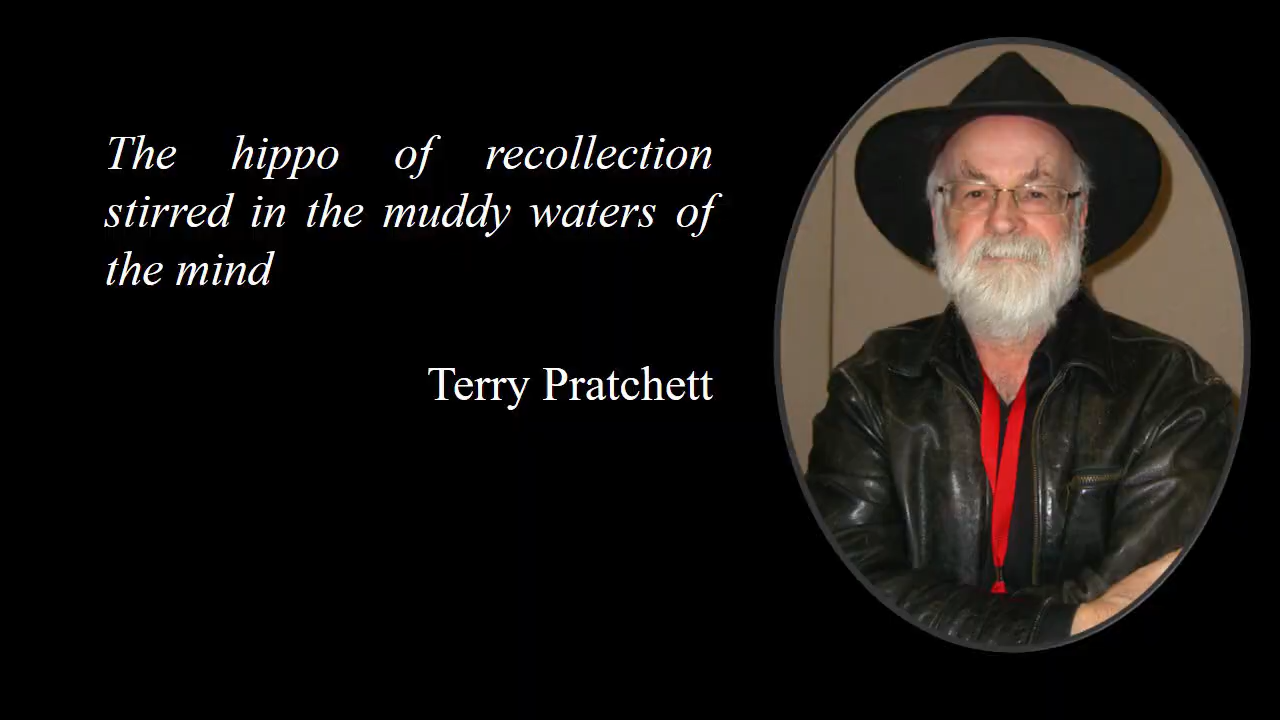 The hippo of recollection
stirred in the muddy waters of
the mind
Terry Pratchett